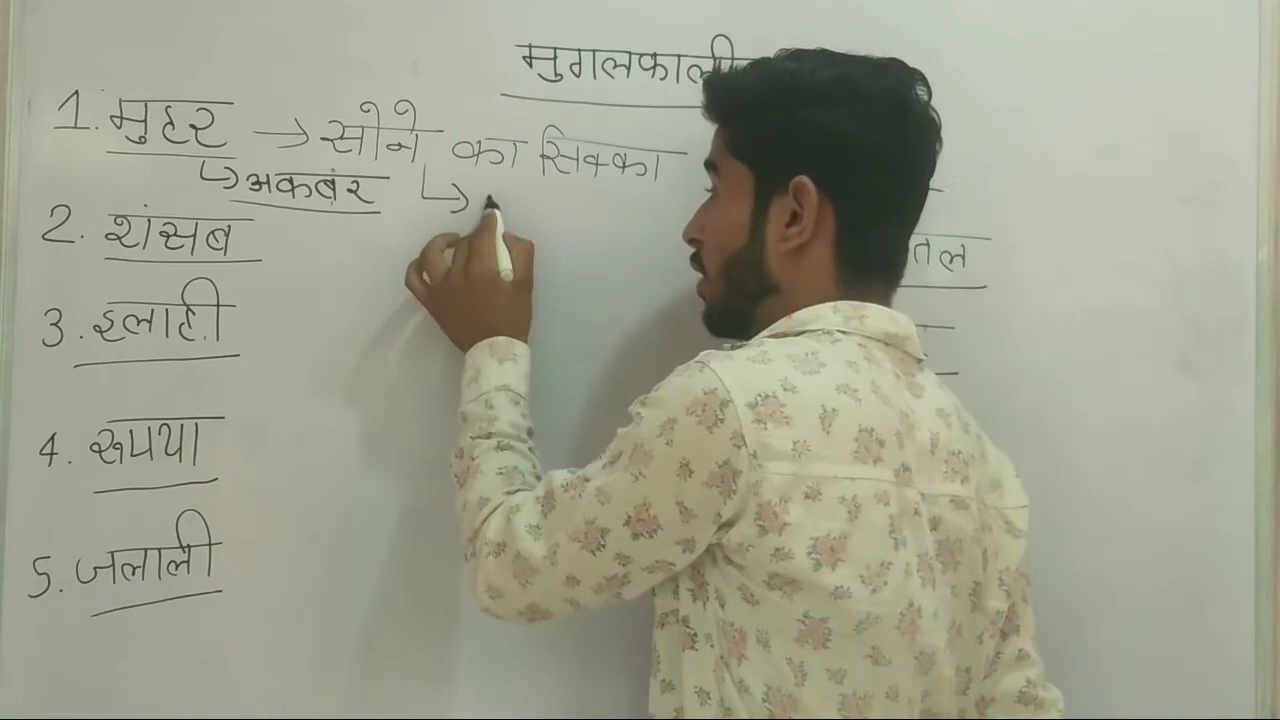 मुगलकाली
1. मुहर → सोने का सिक्का
↳ अकबर ↳
2. शंसब
3. इलाही
4. रूपया
5. जलाली
तल